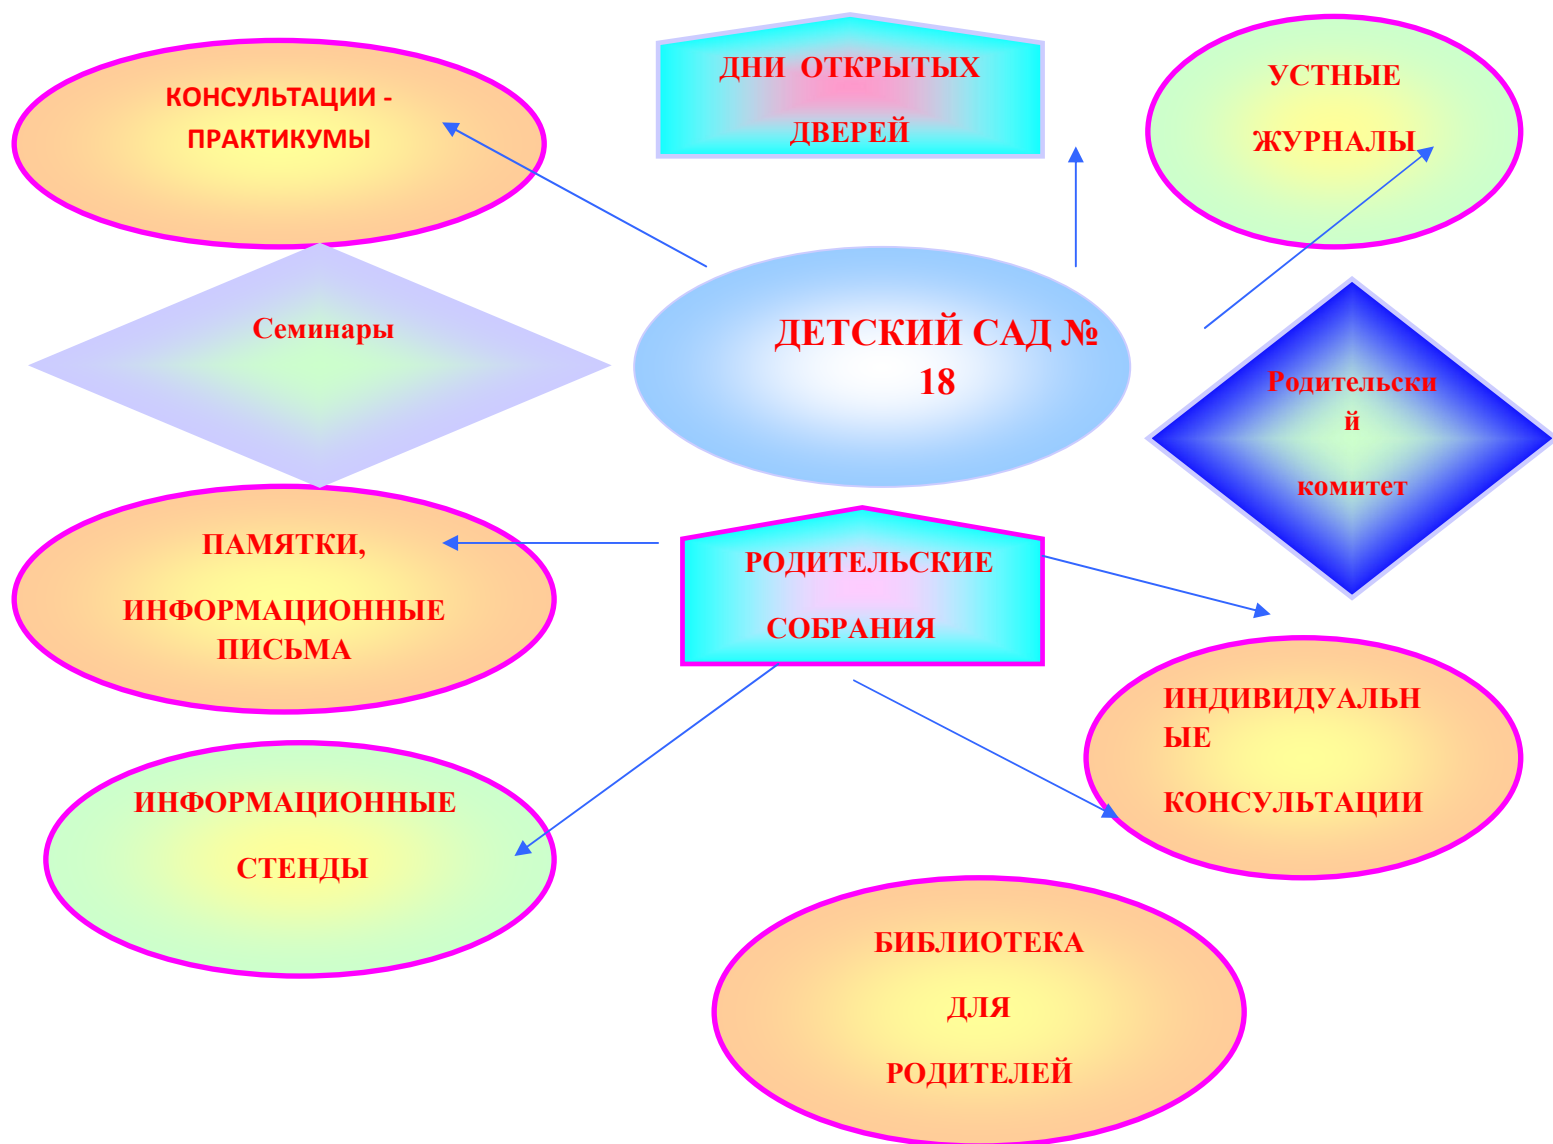 КОНСУЛЬТАЦИИ -
ПРАКТИКУМЫ
ДНИ ОТКРЫТЫХ
ДВЕРЕЙ
УСТНЫЕ
ЖУРНАЛЫ
Семинары
ДЕТСКИЙ САД №
18
Родительски
й
комитет
ПАМЯТКИ,
ИНФОРМАЦИОННЫЕ
ПИСЬМА
РОДИТЕЛЬСКИЕ
СОБРАНИЯ
ИНДИВИДУАЛЬН
ЫЕ
КОНСУЛЬТАЦИИ
ИНФОРМАЦИОННЫЕ
СТЕНДЫ
БИБЛИОТЕКА
ДЛЯ
РОДИТЕЛЕЙ